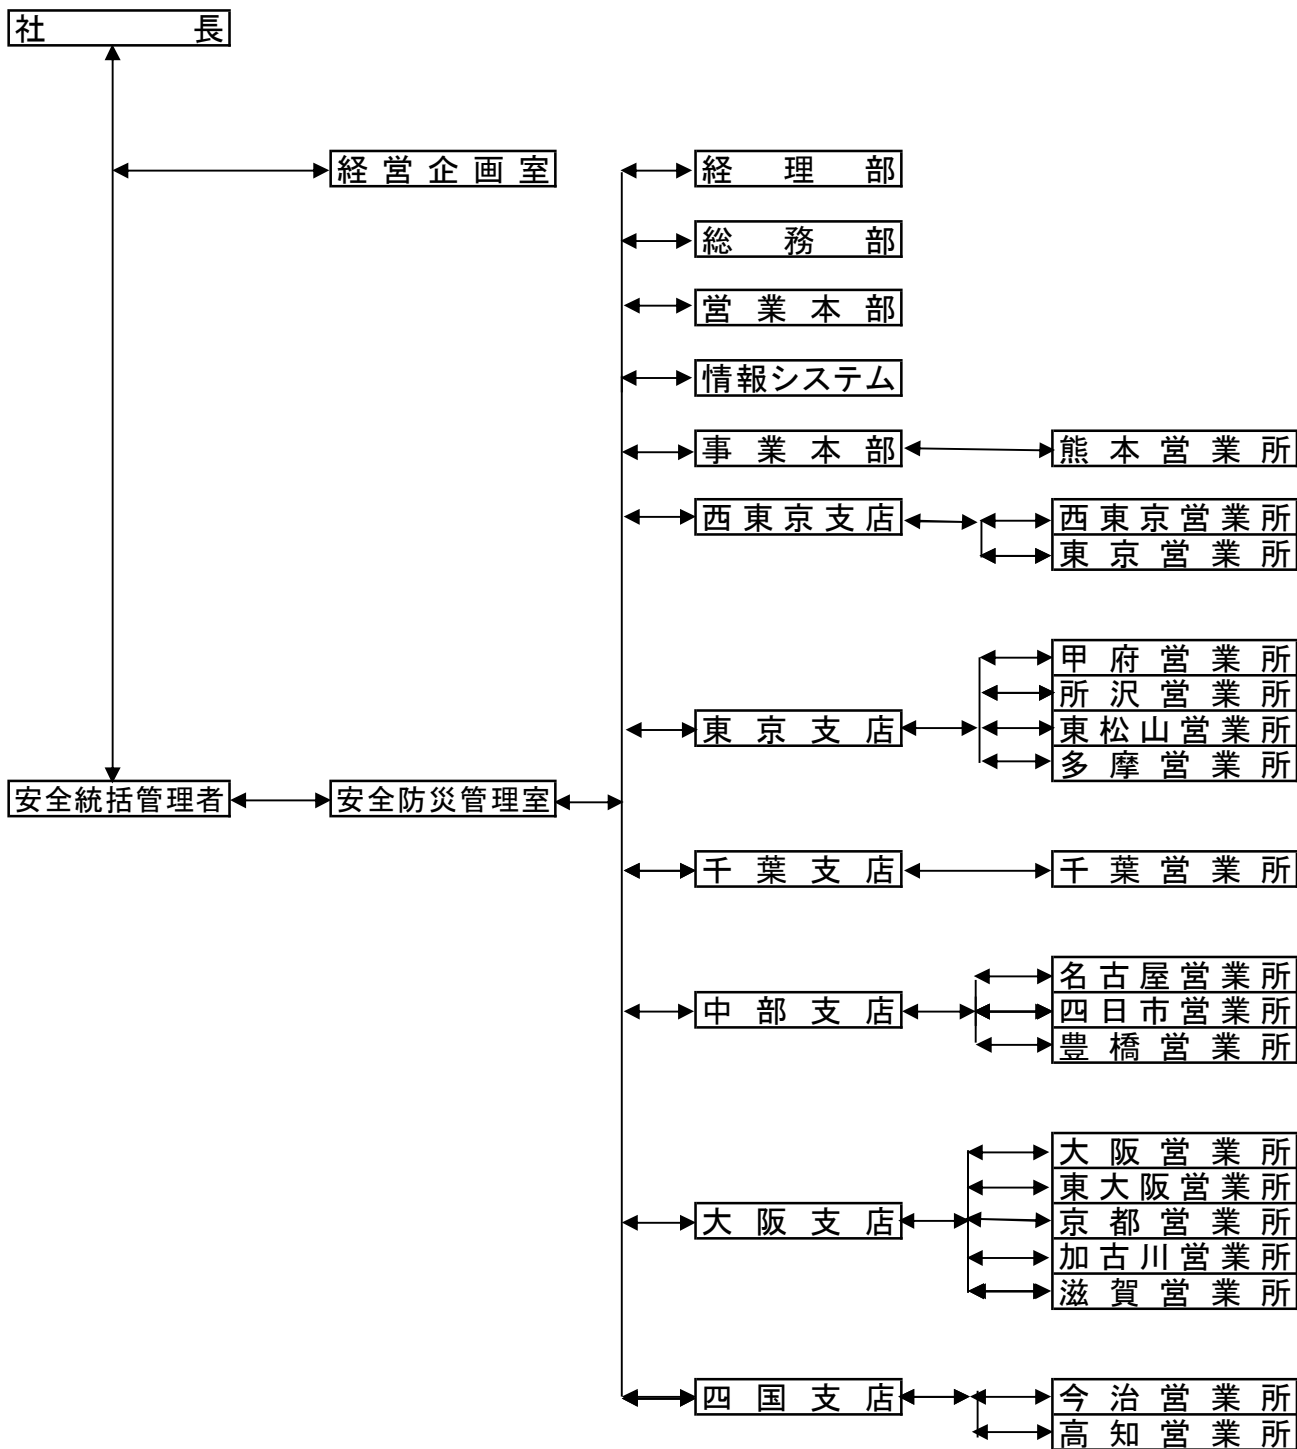 社長
経営企画室
経理部
総務部
営業本部
情報システム
事業本部
熊本営業所
西東京支店
西東京営業所
東京営業所
甲府営業所
所沢営業所
東京支店
東松山営業所
多摩営業所
安全統括管理者
安全防災管理室
千葉支店
千葉営業所
名古屋営業所
中部支店
四日市営業所
豊橋営業所
大阪営業所
東大阪営業所
大阪支店
京都営業所
加古川営業所
滋賀営業所
四国支店
今治営業所
高知営業所